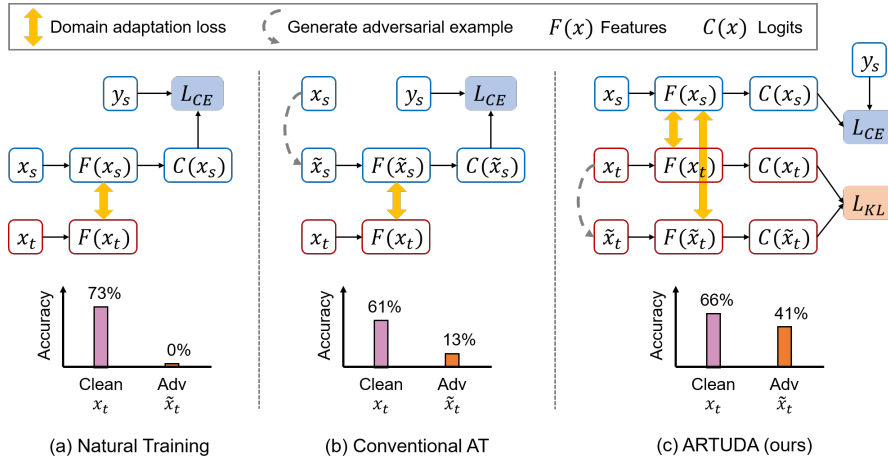 Domain adaptation loss Generate adversarial example F(x) Features C(x) Logits
y_s L_CE
x_s F(x_s) C(x_s)
x_t F(x_t)
Accuracy
73%
0%
Clean Adv
x_t x̃_t
(a) Natural Training
x_s y_s L_CE
x̃_s F(x̃_s) C(x̃_s)
x_t F(x_t)
Accuracy
61%
13%
Clean Adv
x_t x̃_t
(b) Conventional AT
y_s
x_s F(x_s) C(x_s)
L_CE
x_t F(x_t) C(x_t)
L_KL
x̃_t F(x̃_t) C(x̃_t)
Accuracy
66%
41%
Clean Adv
x_t x̃_t
(c) ARTUDA (ours)